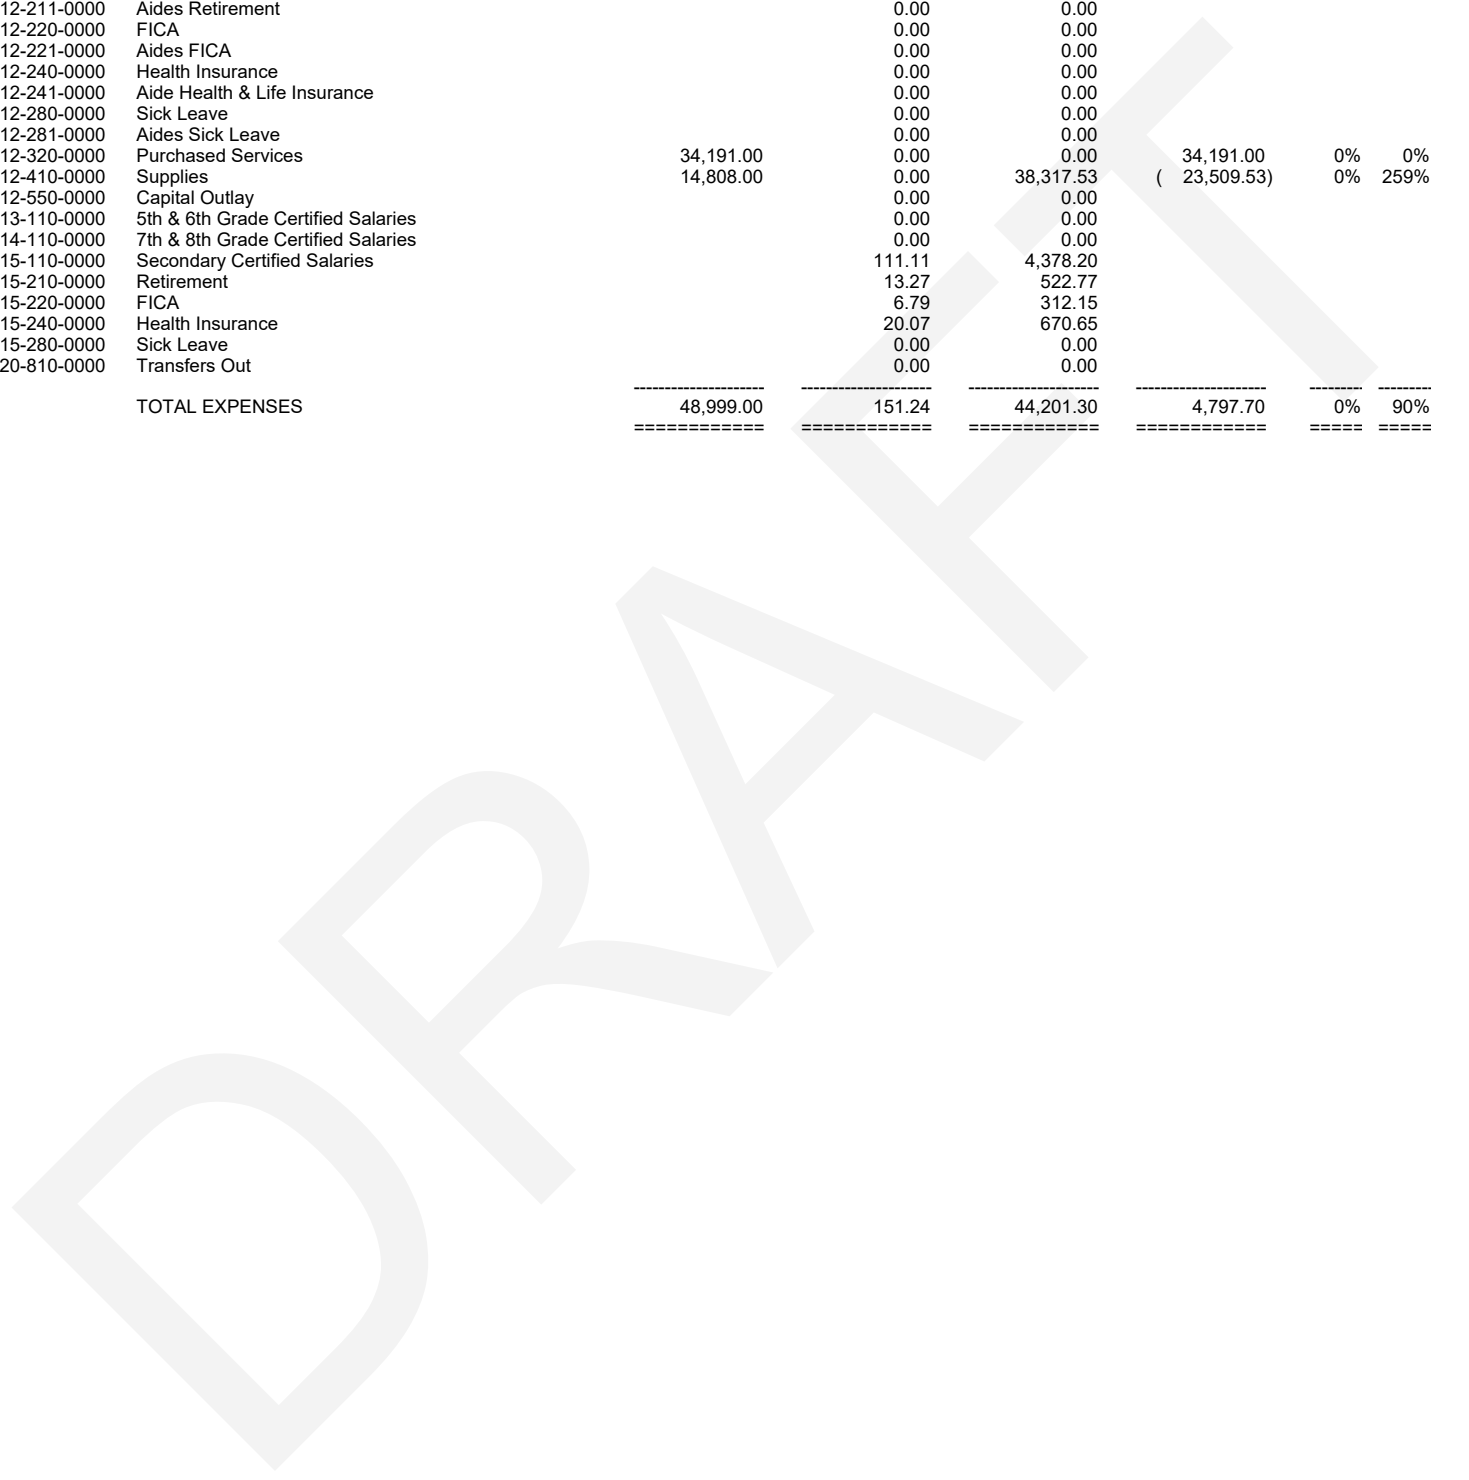 12-211-0000 Aides Retirement 0.00 0.00
12-220-0000 FICA 0.00 0.00
12-221-0000 Aides FICA 0.00 0.00
12-240-0000 Health Insurance 0.00 0.00
12-241-0000 Aide Health & Life Insurance 0.00 0.00
12-280-0000 Sick Leave 0.00 0.00
12-281-0000 Aides Sick Leave 0.00 0.00
12-320-0000 Purchased Services 34,191.00 0.00 0.00 34,191.00 0% 0%
12-410-0000 Supplies 14,808.00 0.00 38,317.53 ( 23,509.53) 0% 259%
12-550-0000 Capital Outlay 0.00 0.00
13-110-0000 5th & 6th Grade Certified Salaries 0.00 0.00
14-110-0000 7th & 8th Grade Certified Salaries 0.00 0.00
15-110-0000 Secondary Certified Salaries 111.11 4,378.20
15-210-0000 Retirement 13.27 522.77
15-220-0000 FICA 6.79 312.15
15-240-0000 Health Insurance 20.07 670.65
15-280-0000 Sick Leave 0.00 0.00
20-810-0000 Transfers Out 0.00 0.00
--------------------- --------------------- --------------------- --------------------- -------- --------
TOTAL EXPENSES 48,999.00 151.24 44,201.30 4,797.70 0% 90%
============ ============ ============ ============ ===== =====
DRAFT